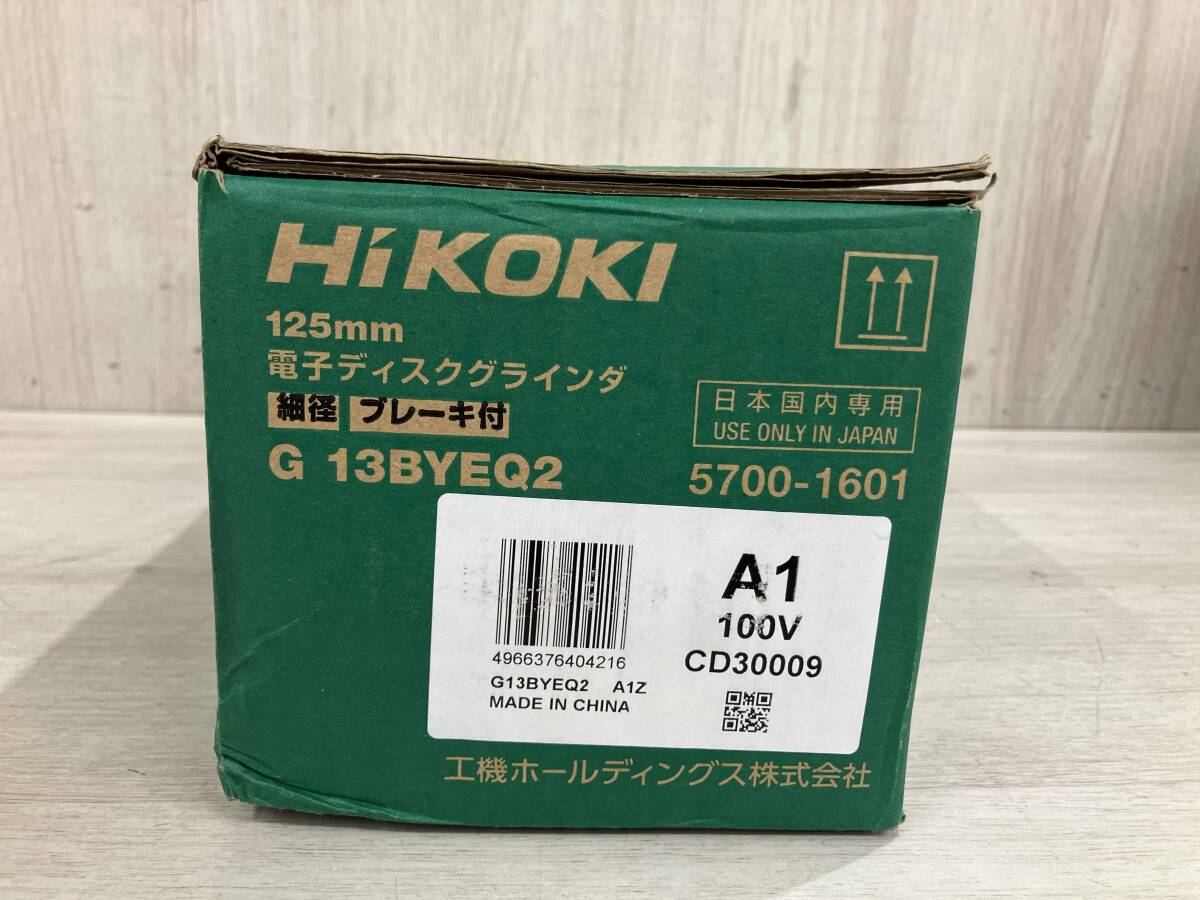 HiKOKI
125mm
電子ディスクグラインダ
細径 ブレーキ付
G 13BYEQ2
日本国内専用
USE ONLY IN JAPAN
5700-1601
4966376404216
G13BYEQ2 A1Z
MADE IN CHINA
A1
100V
CD30009
工機ホールディングス株式会社